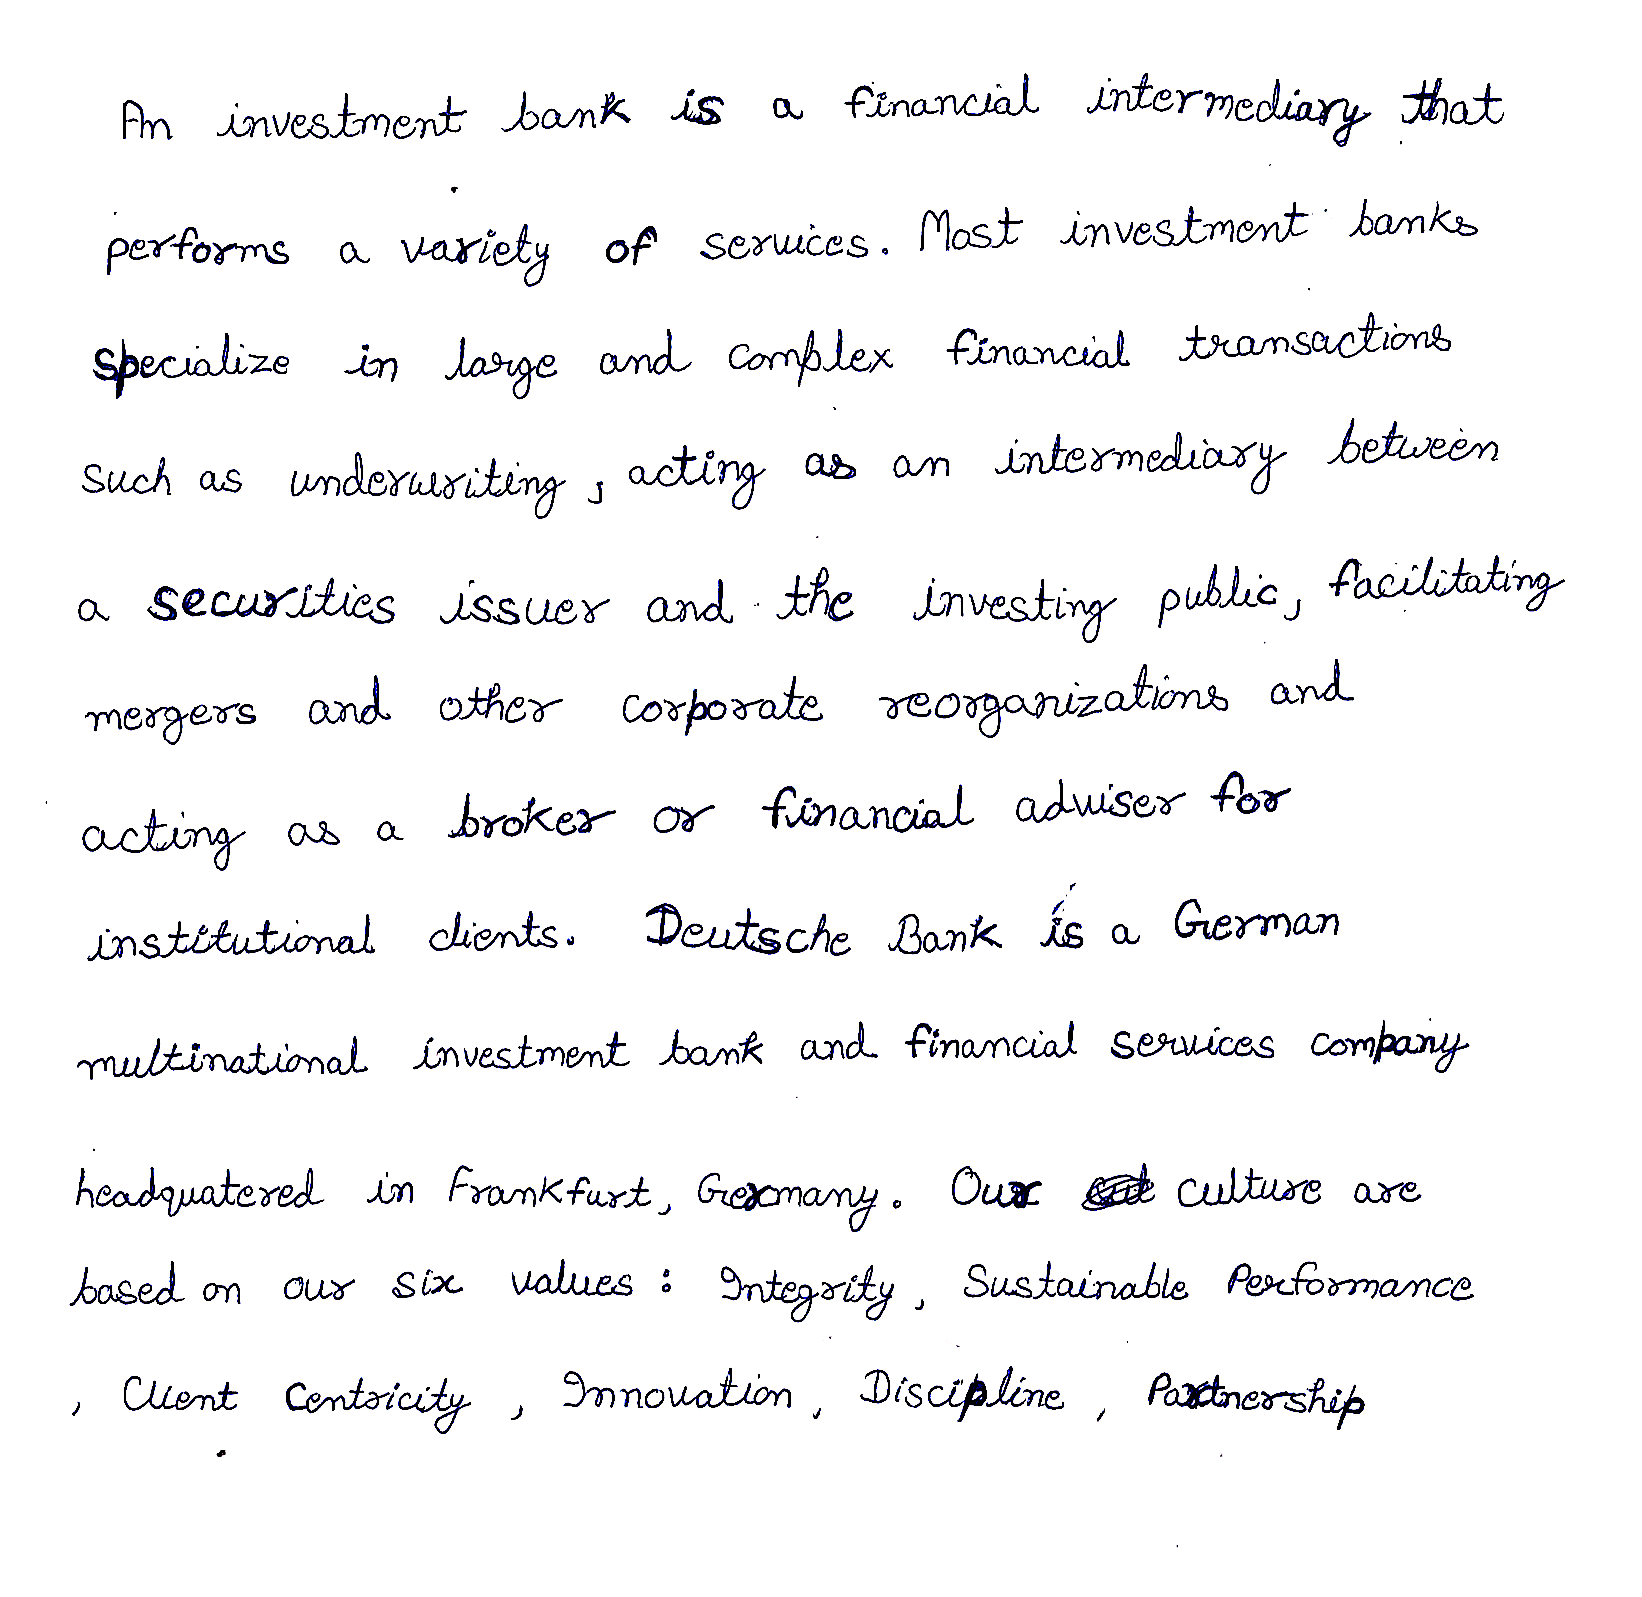 An investment bank is a financial intermediary that
performs a variety of services. Most investment banks
specialize in large and complex financial transactions
such as underwriting, acting as an intermediary between
a securities issuer and the investing public, facilitating
mergers and other corporate reorganizations and
acting as a broker or financial adviser for
institutional clients. Deutsche Bank is a German
multinational investment bank and financial services company
headquatered in Frankfurt, Germany. Our culture are
based on our six values : Integrity, Sustainable Performance
, Client Centricity, Innovation, Discipline, Partnership